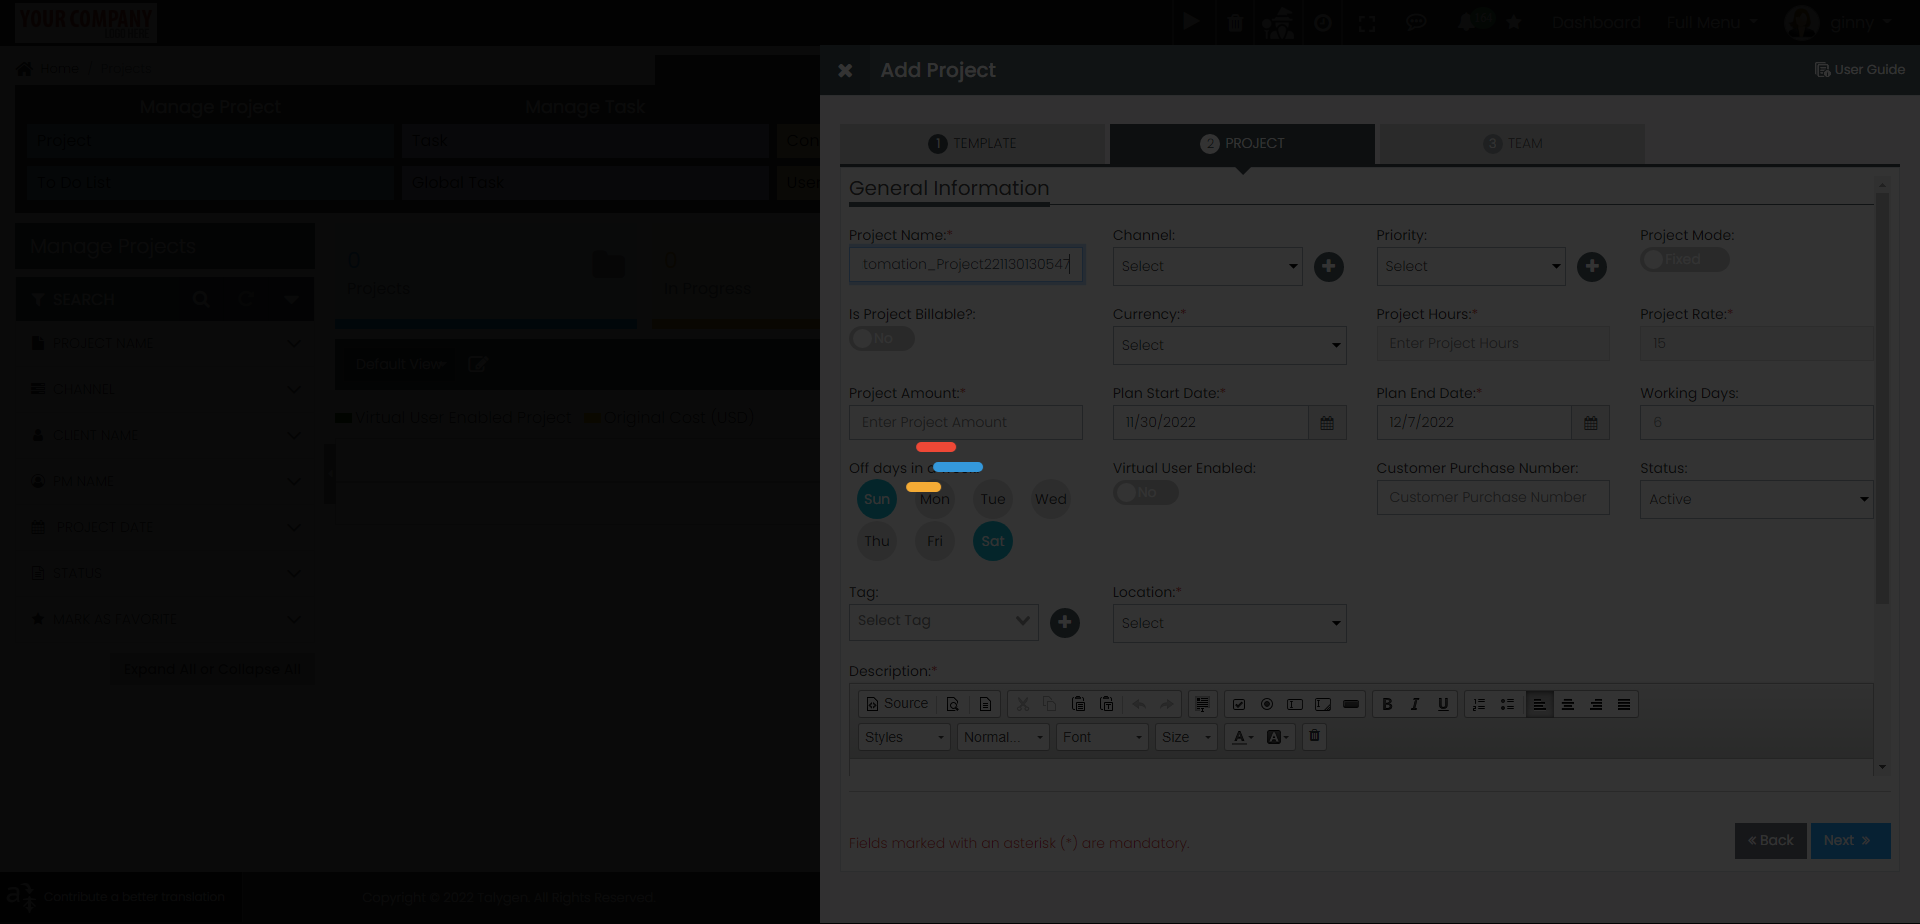 YOUR COMPANY
Dashboard
Full Menu
ginny
Home / Projects
Add Project
User Guide
Manage Project
Manage Task
Project
Task
To Do List
Global Task
User
1 TEMPLATE
2 PROJECT
3 TEAM
General Information
Manage Projects
SEARCH
PROJECT NAME
CHANNEL
CLIENT NAME
PM NAME
PROJECT DATE
STATUS
MARK AS FAVORITE
Expand All or Collapse All
0
Projects
0
In Progress
Default View
Virtual User Enabled Project
Original Cost (USD)
Project Name:*
Channel:
Priority:
Project Mode:
tomation_Project221130130547
Select
Select
Fixed
Is Project Billable?:
Currency:*
Project Hours:*
Project Rate:*
No
Select
Enter Project Hours
15
Project Amount:*
Plan Start Date:*
Plan End Date:*
Working Days:
Enter Project Amount
11/30/2022
12/7/2022
6
Off days in a
Virtual User Enabled:
Customer Purchase Number:
Status:
Sun Mon Tue Wed
No
Customer Purchase Number
Active
Thu Fri Sat
Tag:
Location:*
Select Tag
Select
Description:*
Source
Styles
Normal...
Font
Size
Fields marked with an asterisk (*) are mandatory.
Back
Next
Contribute a better translation
Copyright © 2022 Talygen. All Rights Reserved.